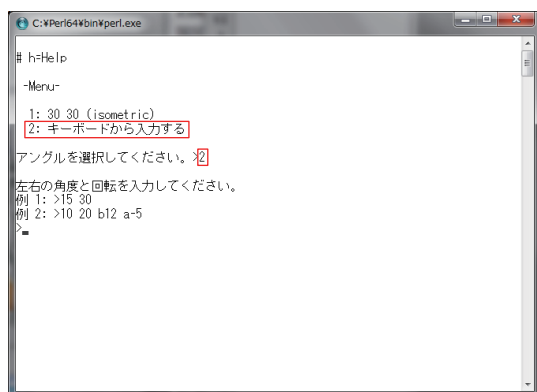 C:¥Perl64¥bin¥perl.exe
# h=Help
-Menu-
1: 30 30 (isometric)
2: キーボードから入力する
アングルを選択してください。>2
左右の角度と回転を入力してください。
例 1: >15 30
例 2: >10 20 b12 a-5
>